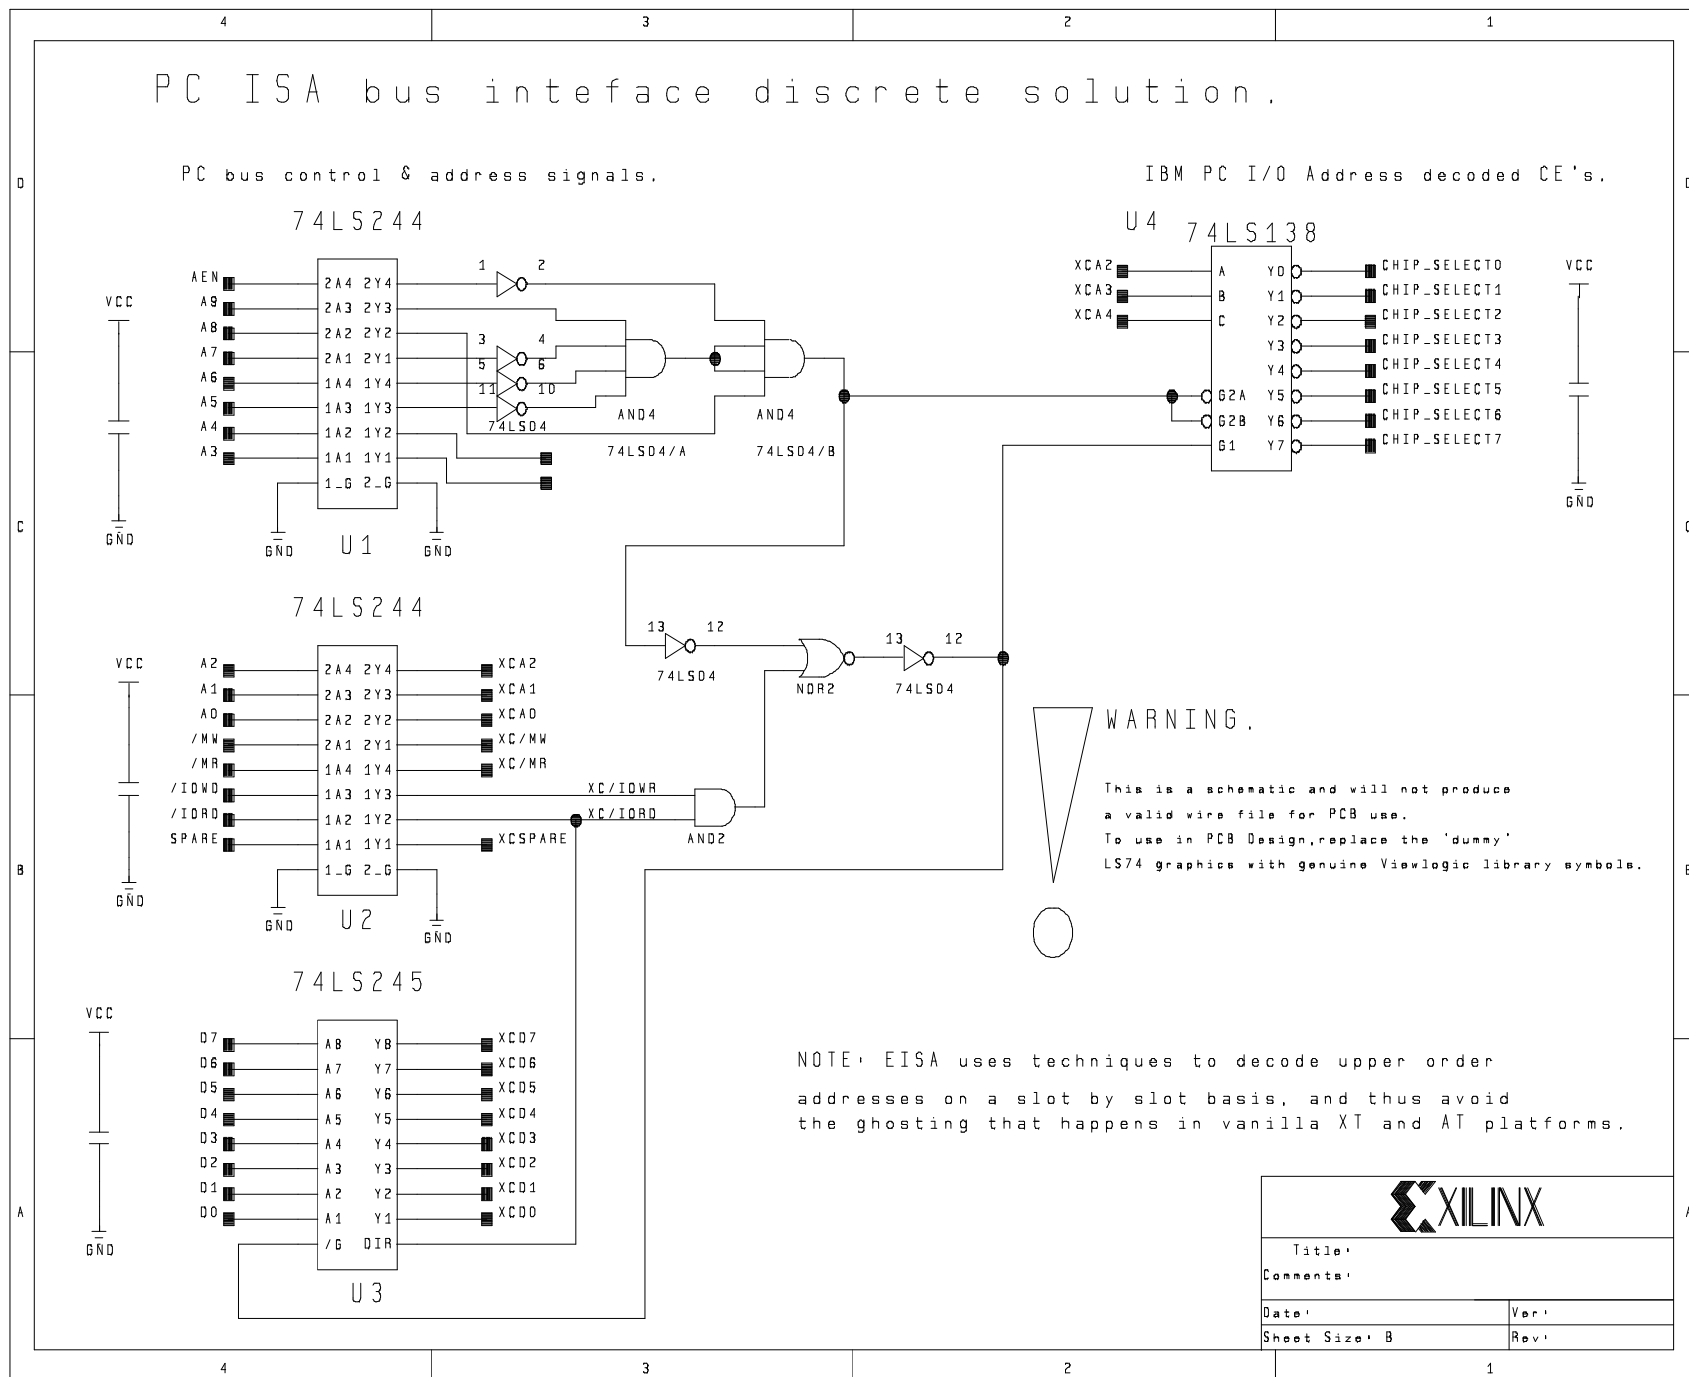 4 3 2 1
PC ISA bus inteface discrete solution.
PC bus control & address signals.
IBM PC I/O Address decoded CE's.
D
74LS244
AEN 2A4 2Y4 1 2
A9 2A3 2Y3
A8 2A2 2Y2
A7 2A1 2Y1 3 4
A6 1A4 1Y4 5 6
A5 1A3 1Y3 11 10
A4 1A2 1Y2
A3 1A1 1Y1
1_G 2_G
VCC
GND
GND
GND
U1
74LS04
AND4
74LS04/A
AND4
74LS04/B
U4
74LS138
XCA2 A Y0 CHIP_SELECT0
XCA3 B Y1 CHIP_SELECT1
XCA4 C Y2 CHIP_SELECT2
Y3 CHIP_SELECT3
Y4 CHIP_SELECT4
G2A Y5 CHIP_SELECT5
G2B Y6 CHIP_SELECT6
G1 Y7 CHIP_SELECT7
VCC
GND
C
74LS244
A2 2A4 2Y4 XCA2
A1 2A3 2Y3 XCA1
A0 2A2 2Y2 XCA0
/MW 2A1 2Y1 XC/MW
/MR 1A4 1Y4 XC/MR
/IOWD 1A3 1Y3 XC/IOWR
/IORD 1A2 1Y2 XC/IORD
SPARE 1A1 1Y1 XCSPARE
1_G 2_G
VCC
GND
GND
GND
U2
13 12
74LS04
NOR2
13 12
74LS04
AND2
WARNING.
This is a schematic and will not produce
a valid wire file for PCB use.
To use in PCB Design,replace the 'dummy'
LS74 graphics with genuine Viewlogic library symbols.
B
74LS245
D7 A8 Y8 XCD7
D6 A7 Y7 XCD6
D5 A6 Y6 XCD5
D4 A5 Y5 XCD4
D3 A4 Y4 XCD3
D2 A3 Y3 XCD2
D1 A2 Y2 XCD1
D0 A1 Y1 XCD0
/G DIR
VCC
GND
U3
NOTE: EISA uses techniques to decode upper order
addresses on a slot by slot basis, and thus avoid
the ghosting that happens in vanilla XT and AT platforms.
A
XILINX
Title:
Comments:
Date: Ver:
Sheet Size: B Rev:
4 3 2 1